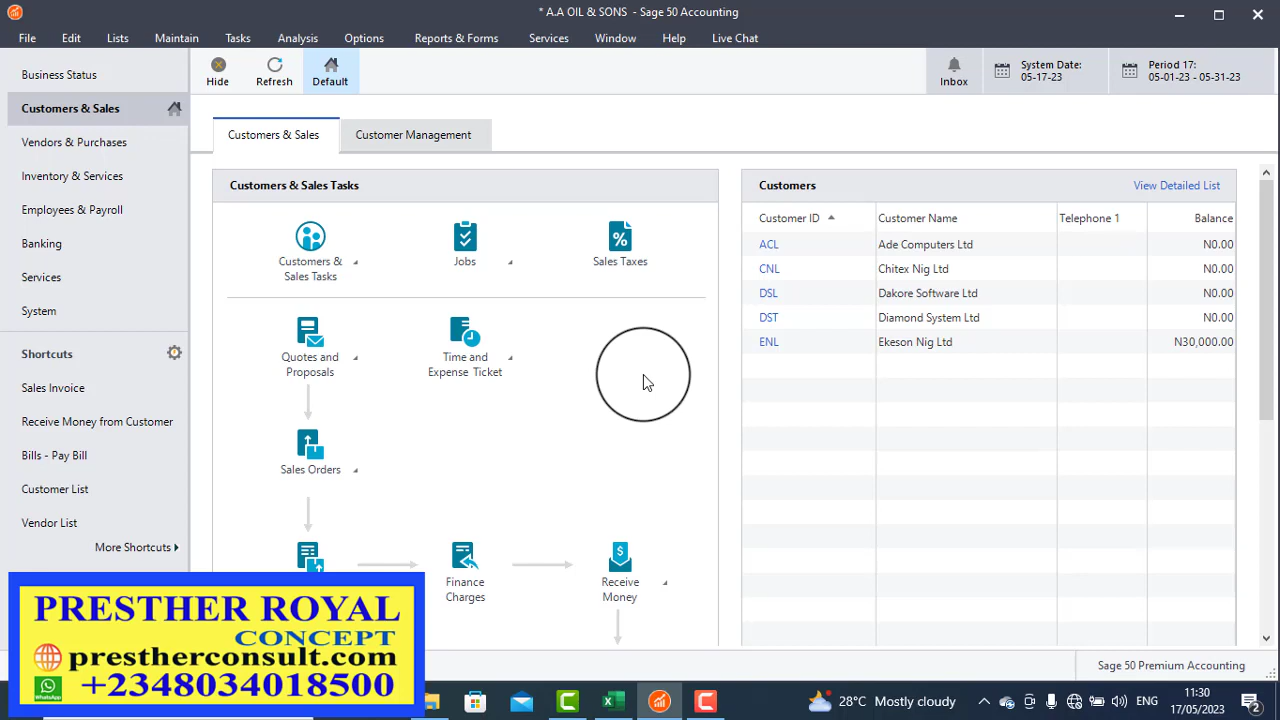 * A.A OIL & SONS - Sage 50 Accounting
File Edit Lists Maintain Tasks Analysis Options Reports & Forms Services Window Help Live Chat
Hide
Refresh
Default
Inbox
System Date:
05-17-23
Period 17:
05-01-23 - 05-31-23
Business Status
Customers & Sales
Vendors & Purchases
Inventory & Services
Employees & Payroll
Banking
Services
System
Shortcuts
Sales Invoice
Receive Money from Customer
Bills - Pay Bill
Customer List
Vendor List
More Shortcuts
Customers & Sales
Customer Management
Customers & Sales Tasks
Customers &
Sales Tasks
Jobs
%
Sales Taxes
Quotes and
Proposals
Time and
Expense Ticket
Sales Orders
Finance
Charges
$
Receive
Money
Customers
View Detailed List
Customer ID Customer Name Telephone 1 Balance
ACL Ade Computers Ltd N0.00
CNL Chitex Nig Ltd N0.00
DSL Dakore Software Ltd N0.00
DST Diamond System Ltd N0.00
ENL Ekeson Nig Ltd N30,000.00
PRESTHER ROYAL
CONCEPT
prestherconsult.com
WhatsApp
+2348034018500
Sage 50 Premium Accounting
28°C Mostly cloudy
ENG
11:30
17/05/2023
2